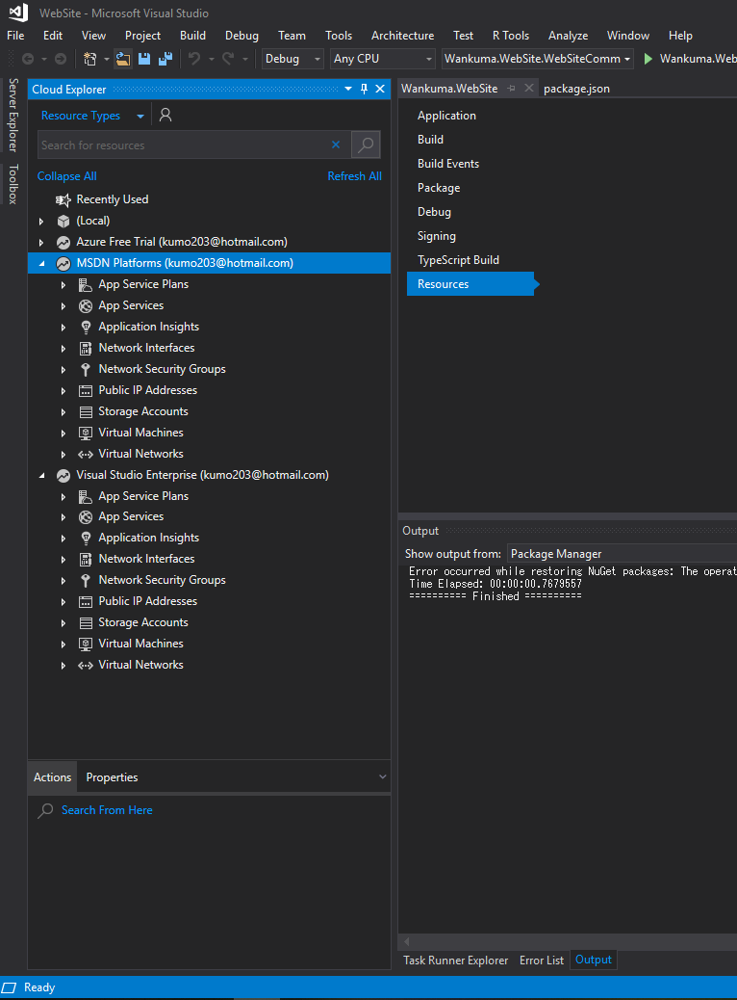 WebSite - Microsoft Visual Studio
File Edit View Project Build Debug Team Tools Architecture Test R Tools Analyze Window Help
Debug Any CPU Wankuma.WebSite.WebSiteComm Wankuma.Web
Server Explorer
Toolbox
Cloud Explorer
Resource Types
Search for resources
Collapse All Refresh All
Recently Used
(Local)
Azure Free Trial (kumo203@hotmail.com)
MSDN Platforms (kumo203@hotmail.com)
App Service Plans
App Services
Application Insights
Network Interfaces
Network Security Groups
Public IP Addresses
Storage Accounts
Virtual Machines
Virtual Networks
Visual Studio Enterprise (kumo203@hotmail.com)
App Service Plans
App Services
Application Insights
Network Interfaces
Network Security Groups
Public IP Addresses
Storage Accounts
Virtual Machines
Virtual Networks
Actions Properties
Search From Here
Wankuma.WebSite package.json
Application
Build
Build Events
Package
Debug
Signing
TypeScript Build
Resources
Output
Show output from: Package Manager
Error occurred while restoring NuGet packages: The operat
Time Elapsed: 00:00:00.7679557
========== Finished ==========
Task Runner Explorer Error List Output
Ready